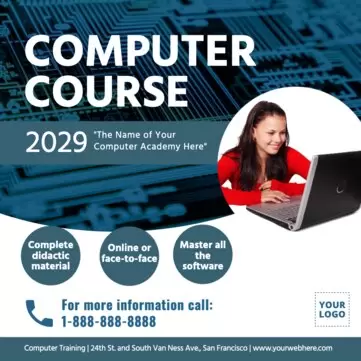 COMPUTER
COURSE
2029
"The Name of Your
Computer Academy Here"
Complete
didactic
material
Online or
face-to-face
Master all
the
software
For more information call:
1-888-888-8888
YOUR
LOGO
Computer Training | 24th St. and South Van Ness Ave., San Francisco | www.yourwebhere.com